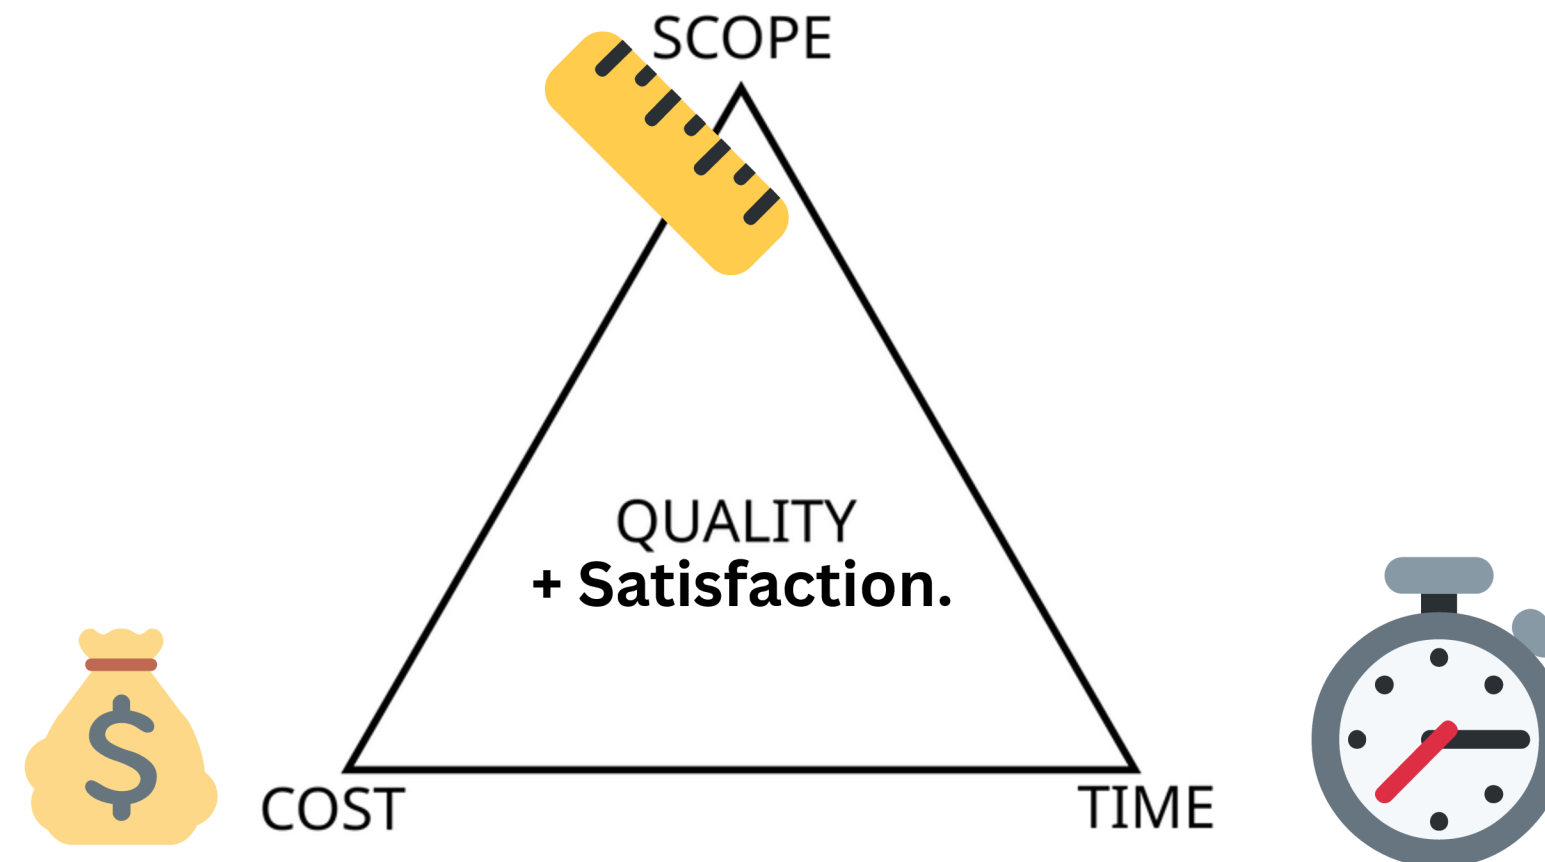 SCOPE
QUALITY
+ Satisfaction.
$
COST
TIME